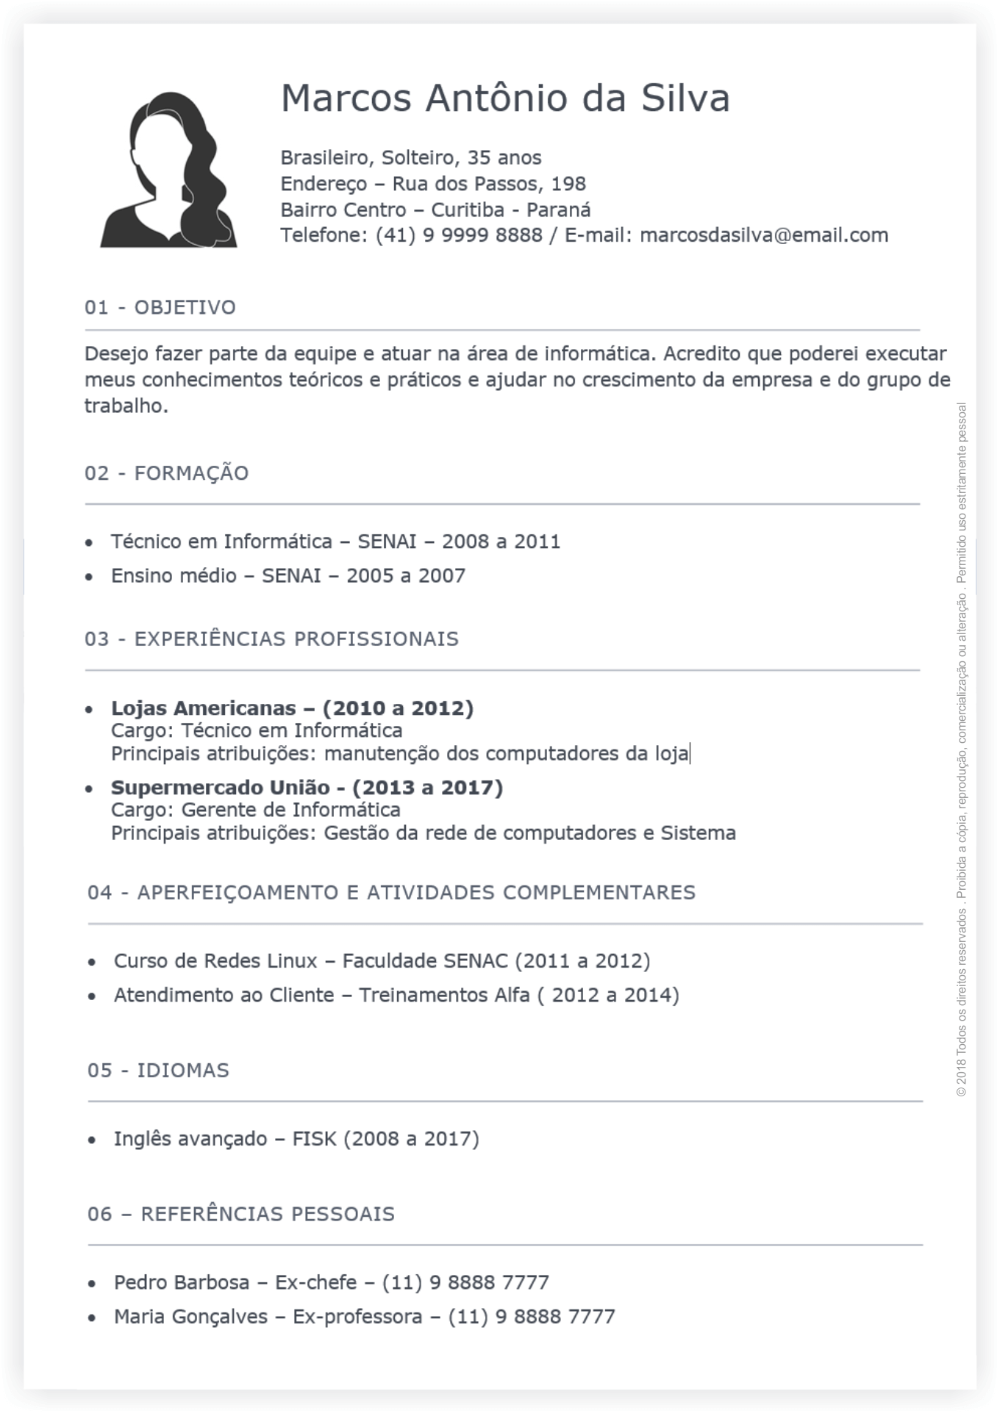 Marcos Antônio da Silva
Brasileiro, Solteiro, 35 anos
Endereço – Rua dos Passos, 198
Bairro Centro – Curitiba - Paraná
Telefone: (41) 9 9999 8888 / E-mail: marcosdasilva@email.com
01 - OBJETIVO
Desejo fazer parte da equipe e atuar na área de informática. Acredito que poderei executar
meus conhecimentos teóricos e práticos e ajudar no crescimento da empresa e do grupo de
trabalho.
02 - FORMAÇÃO
• Técnico em Informática – SENAI – 2008 a 2011
• Ensino médio – SENAI – 2005 a 2007
03 - EXPERIÊNCIAS PROFISSIONAIS
• Lojas Americanas – (2010 a 2012)
Cargo: Técnico em Informática
Principais atribuições: manutenção dos computadores da loja
• Supermercado União - (2013 a 2017)
Cargo: Gerente de Informática
Principais atribuições: Gestão da rede de computadores e Sistema
04 - APERFEIÇOAMENTO E ATIVIDADES COMPLEMENTARES
• Curso de Redes Linux – Faculdade SENAC (2011 a 2012)
• Atendimento ao Cliente – Treinamentos Alfa ( 2012 a 2014)
05 - IDIOMAS
• Inglês avançado – FISK (2008 a 2017)
06 – REFERÊNCIAS PESSOAIS
• Pedro Barbosa – Ex-chefe – (11) 9 8888 7777
• Maria Gonçalves – Ex-professora – (11) 9 8888 7777
© 2018 Todos os direitos reservados . Proibida a cópia, reprodução, comercialização ou alteração . Permitido uso estritamente pessoal